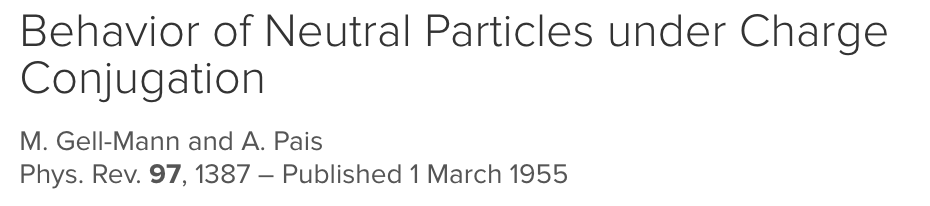 Behavior of Neutral Particles under Charge
Conjugation
M. Gell-Mann and A. Pais
Phys. Rev. 97, 1387 – Published 1 March 1955